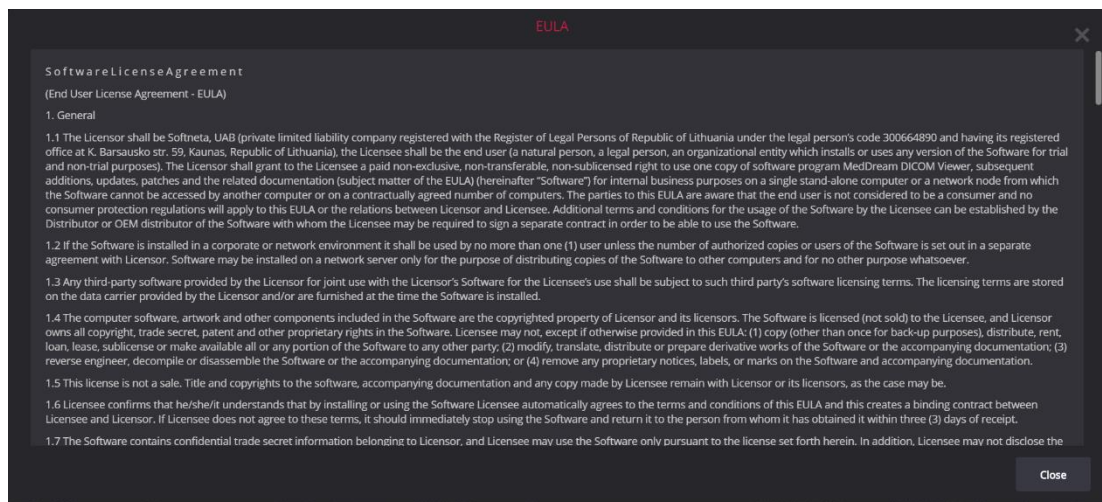 EULA
S o f t w a r e L i c e n s e A g r e e m e n t
(End User License Agreement - EULA)
1. General
1.1 The Licensor shall be Softneta, UAB (private limited liability company registered with the Register of Legal Persons of Republic of Lithuania under the legal person's code 300664890 and having its registered
office at K. Barsausko str. 59, Kaunas, Republic of Lithuania), the Licensee shall be the end user (a natural person, a legal person, an organizational entity which installs or uses any version of the Software for trial
and non-trial purposes). The Licensor shall grant to the Licensee a paid non-exclusive, non-transferable, non-sublicensed right to use one copy of software program MedDream DICOM Viewer, subsequent
additions, updates, patches and the related documentation (subject matter of the EULA) (hereinafter "Software") for internal business purposes on a single stand-alone computer or a network node from which
the Software cannot be accessed by another computer or on a contractually agreed number of computers. The parties to this EULA are aware that the end user is not considered to be a consumer and no
consumer protection regulations will apply to this EULA or the relations between Licensor and Licensee. Additional terms and conditions for the usage of the Software by the Licensee can be established by the
Distributor or OEM distributor of the Software with whom the Licensee may be required to sign a separate contract in order to be able to use the Software.
1.2 If the Software is installed in a corporate or network environment it shall be used by no more than one (1) user unless the number of authorized copies or users of the Software is set out in a separate
agreement with Licensor. Software may be installed on a network server only for the purpose of distributing copies of the Software to other computers and for no other purpose whatsoever.
1.3 Any third-party software provided by the Licensor for joint use with the Licensor's Software for the Licensee's use shall be subject to such third party's software licensing terms. The licensing terms are stored
on the data carrier provided by the Licensor and/or are furnished at the time the Software is installed.
1.4 The computer software, artwork and other components included in the Software are the copyrighted property of Licensor and its licensors. The Software is licensed (not sold) to the Licensee, and Licensor
owns all copyright, trade secret, patent and other proprietary rights in the Software. Licensee may not, except if otherwise provided in this EULA: (1) copy (other than once for back-up purposes), distribute, rent,
loan, lease, sublicense or make available all or any portion of the Software to any other party; (2) modify, translate, distribute or prepare derivative works of the Software or the accompanying documentation; (3)
reverse engineer, decompile or disassemble the Software or the accompanying documentation; or (4) remove any proprietary notices, labels, or marks on the Software and accompanying documentation.
1.5 This license is not a sale. Title and copyrights to the software, accompanying documentation and any copy made by Licensee remain with Licensor or its licensors, as the case may be.
1.6 Licensee confirms that he/she/it understands that by installing or using the Software Licensee automatically agrees to the terms and conditions of this EULA and this creates a binding contract between
Licensee and Licensor. If Licensee does not agree to these terms, it should immediately stop using the Software and return it to the person from whom it has obtained it within three (3) days of receipt.
1.7 The Software contains confidential trade secret information belonging to Licensor, and Licensee may use the Software only pursuant to the license set forth herein. In addition, Licensee may not disclose the
Close